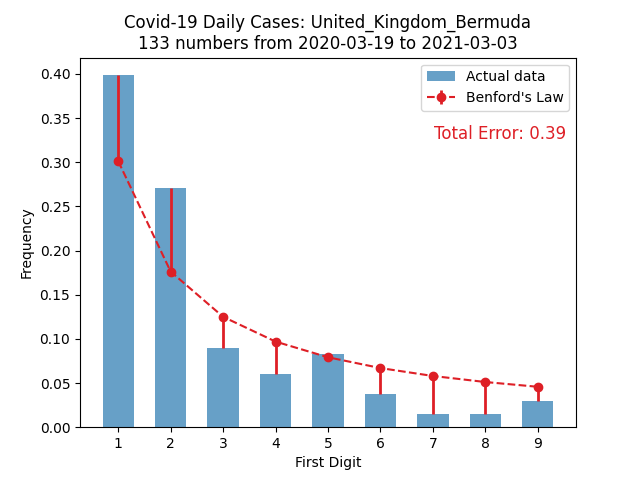 Covid-19 Daily Cases: United_Kingdom_Bermuda
133 numbers from 2020-03-19 to 2021-03-03
Actual data
Benford's Law
Total Error: 0.39
Frequency
0.40
0.35
0.30
0.25
0.20
0.15
0.10
0.05
0.00
1 2 3 4 5 6 7 8 9
First Digit